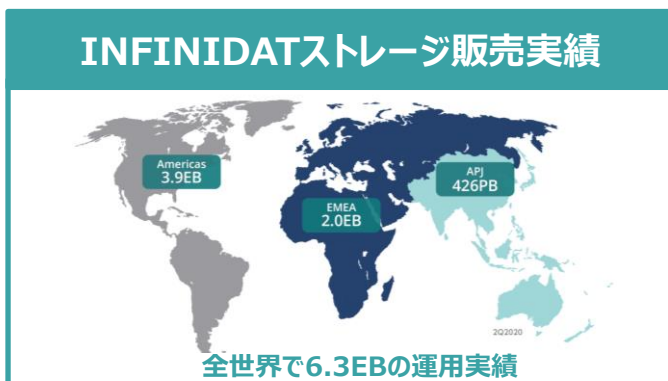 INFINIDATストレージ販売実績
Americas
3.9EB
APJ
426PB
EMEA
2.0EB
2Q2020
全世界で6.3EBの運用実績